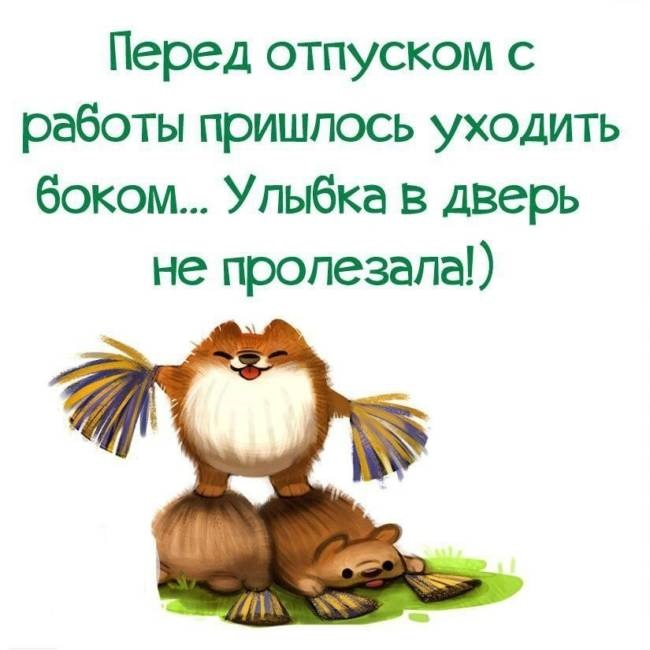 Перед отпуском с
работы пришлось уходить
боком... Улыбка в дверь
не пролезала!)